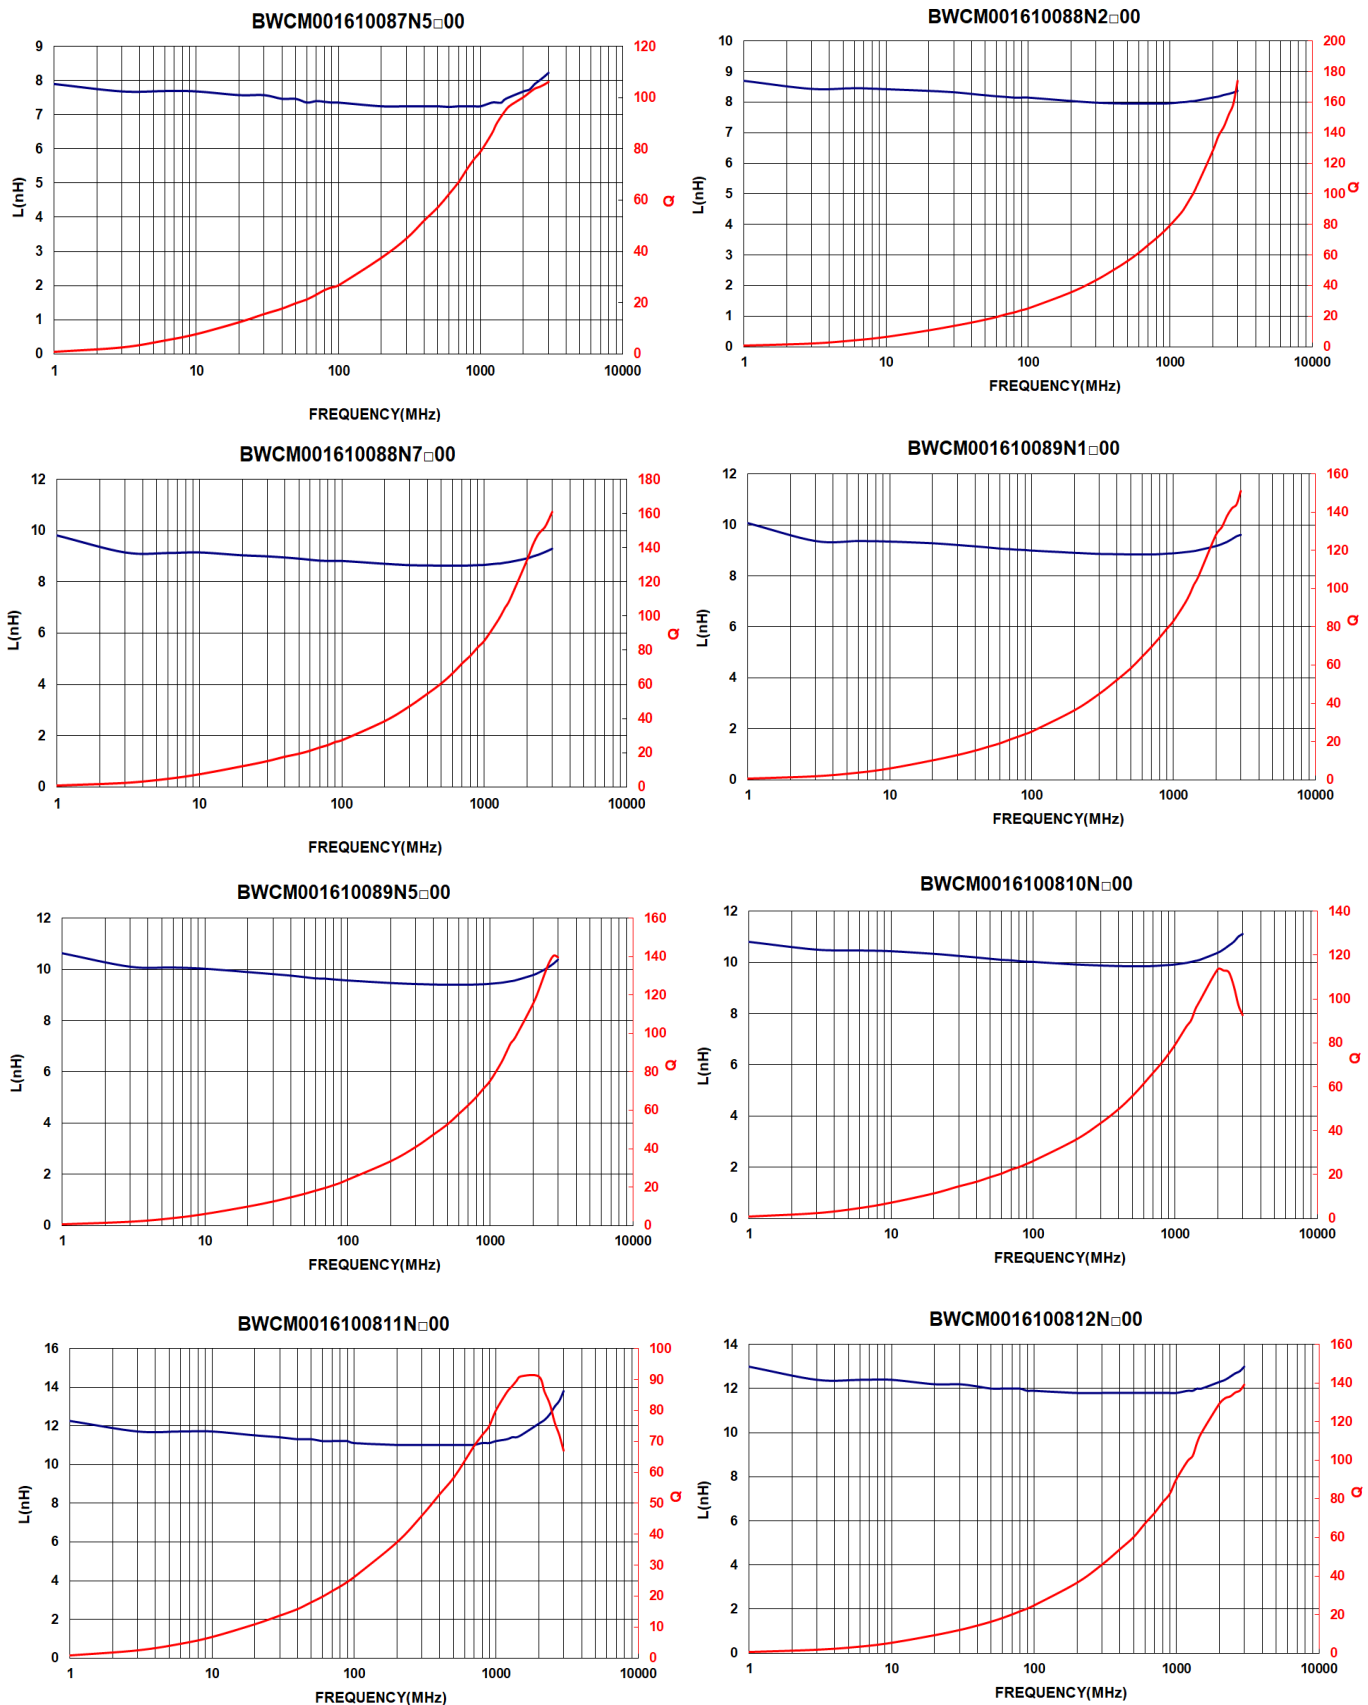 BWCM001610087N5□00
9 8 7 6 5 4 3 2 1 0
L(nH)
120 100 80 60 40 20 0
Q
1 10 100 1000 10000
FREQUENCY(MHz)
BWCM001610088N2□00
10 9 8 7 6 5 4 3 2 1 0
L(nH)
200 180 160 140 120 100 80 60 40 20 0
Q
1 10 100 1000 10000
FREQUENCY(MHz)
BWCM001610088N7□00
12 10 8 6 4 2 0
L(nH)
180 160 140 120 100 80 60 40 20 0
Q
1 10 100 1000 10000
FREQUENCY(MHz)
BWCM001610089N1□00
12 10 8 6 4 2 0
L(nH)
160 140 120 100 80 60 40 20 0
Q
1 10 100 1000 10000
FREQUENCY(MHz)
BWCM001610089N5□00
12 10 8 6 4 2 0
L(nH)
160 140 120 100 80 60 40 20 0
Q
1 10 100 1000 10000
FREQUENCY(MHz)
BWCM0016100810N□00
12 10 8 6 4 2 0
L(nH)
140 120 100 80 60 40 20 0
Q
1 10 100 1000 10000
FREQUENCY(MHz)
BWCM0016100811N□00
16 14 12 10 8 6 4 2 0
L(nH)
100 90 80 70 60 50 40 30 20 10 0
Q
1 10 100 1000 10000
FREQUENCY(MHz)
BWCM0016100812N□00
14 12 10 8 6 4 2 0
L(nH)
160 140 120 100 80 60 40 20 0
Q
1 10 100 1000 10000
FREQUENCY(MHz)